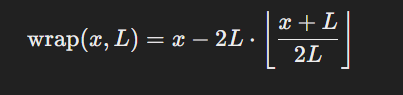 wrap(x, L) = x − 2L · ⌊(x + L)/(2L)⌋